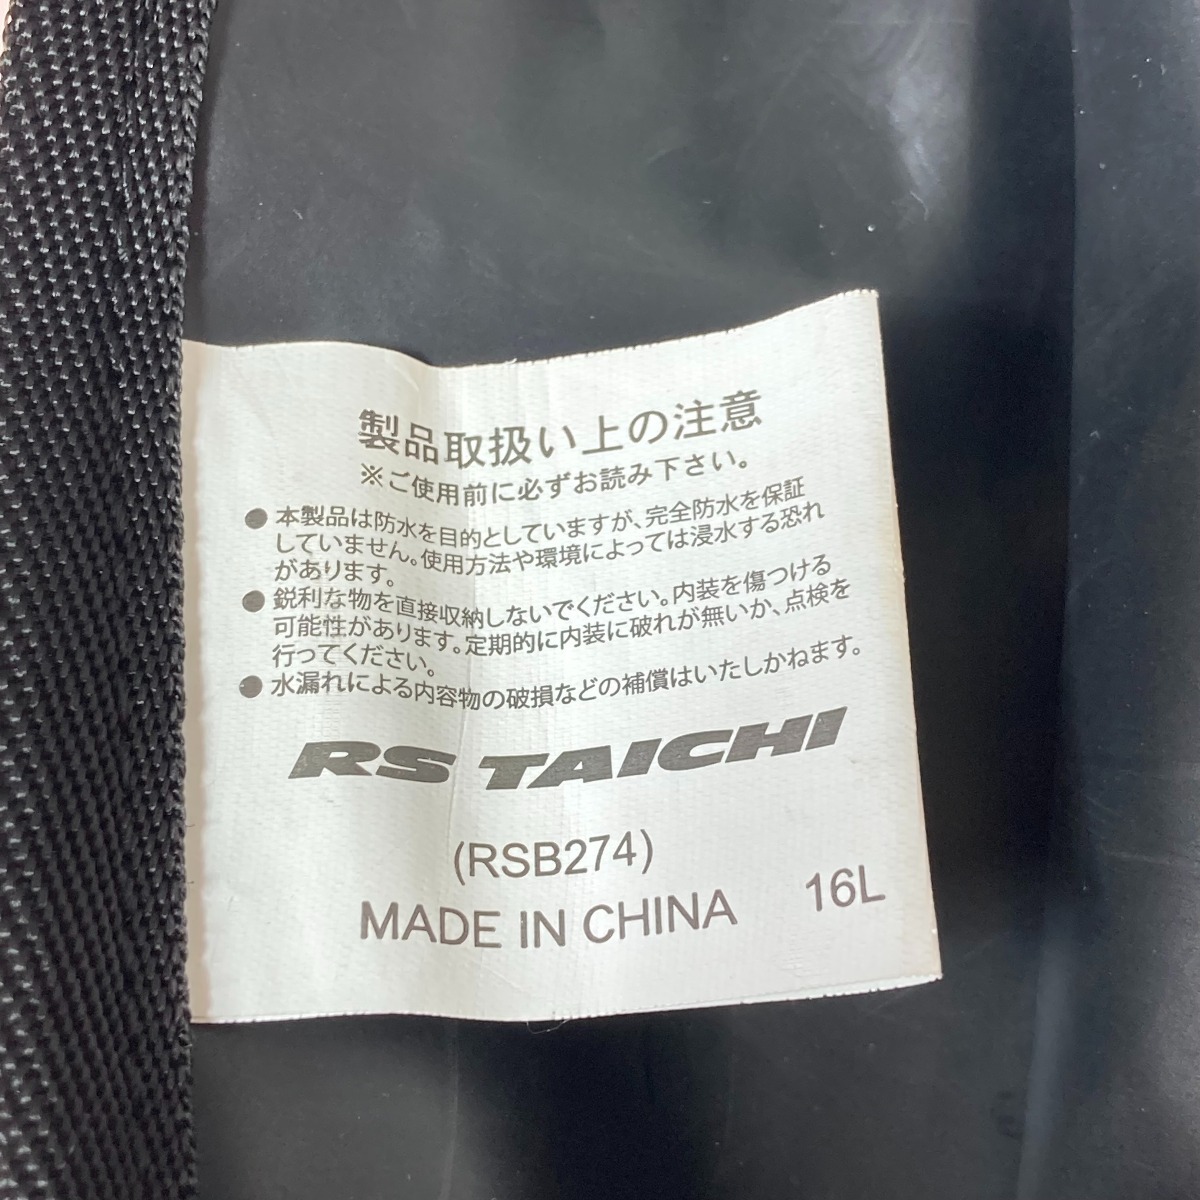 製品取扱い上の注意
※ご使用前に必ずお読み下さい。
● 本製品は防水を目的としていますが、完全防水を保証
していません。使用方法や環境によっては浸水する恐れ
があります。
● 鋭利な物を直接収納しないでください。内装を傷つける
可能性があります。定期的に内装に破れが無いか、点検を
行ってください。
● 水漏れによる内容物の破損などの補償はいたしかねます。
RS TAICHI
(RSB274)
MADE IN CHINA 16L